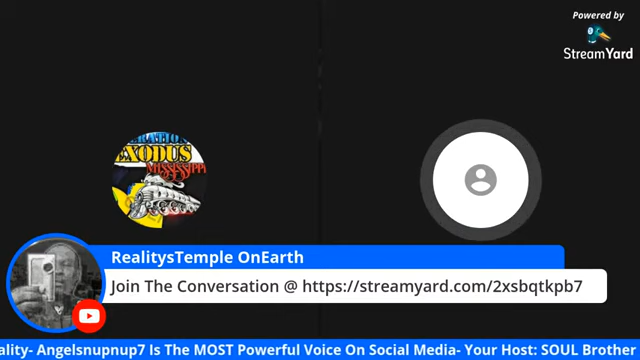 Powered by
StreamYard
EXODUS
MISSISSIPPI
RealitysTemple OnEarth
Join The Conversation @ https://streamyard.com/2xsbqtkpb7
ality- Angelsnupnup7 Is The MOST Powerful Voice On Social Media- Your Host: SOUL Brother